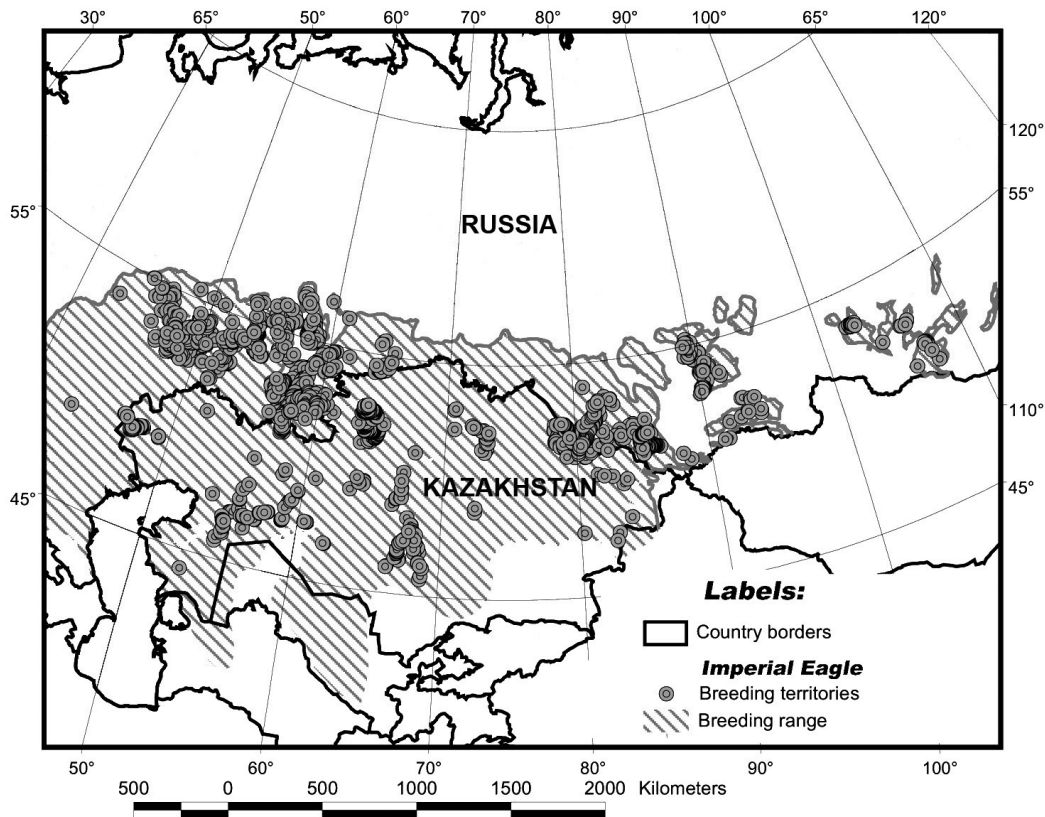 30° 65° 50° 60° 70° 80° 90° 100° 65° 120°
120°
55°
55°
RUSSIA
110°
45°
45°
KAZAKHSTAN
Labels:
Country borders
Imperial Eagle
Breeding territories
Breeding range
50° 60° 70° 80° 90° 100°
500 0 500 1000 1500 2000 Kilometers